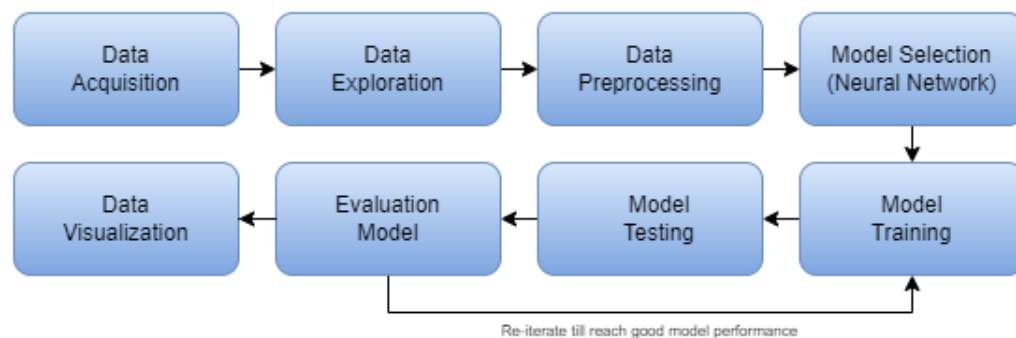 Data
Acquisition
Data
Exploration
Data
Preprocessing
Model Selection
(Neural Network)
Data
Visualization
Evaluation
Model
Model
Testing
Model
Training
Re-iterate till reach good model performance